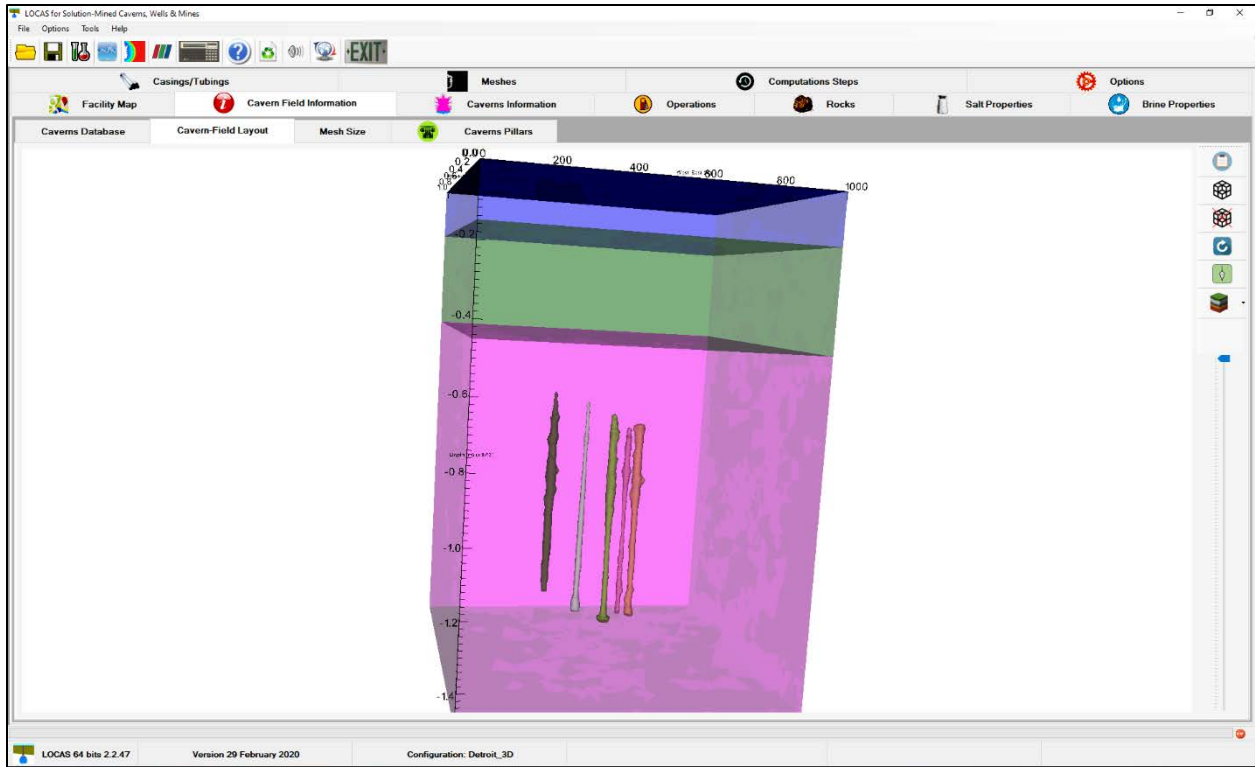 LOCAS for Solution-Mined Caverns, Wells & Mines
File Options Tools Help
EXIT
Casings/Tubings Meshes Computations Steps Options
Facility Map Cavern Field Information Caverns Information Operations Rocks Salt Properties Brine Properties
Caverns Database Cavern-Field Layout Mesh Size Caverns Pillars
200
400
600
800
1000
-0.2
-0.4
-0.6
-0.8
-1.0
-1.2
-1.4
LOCAS 64 bits 2.2.47 Version 29 February 2020 Configuration: Detroit_3D